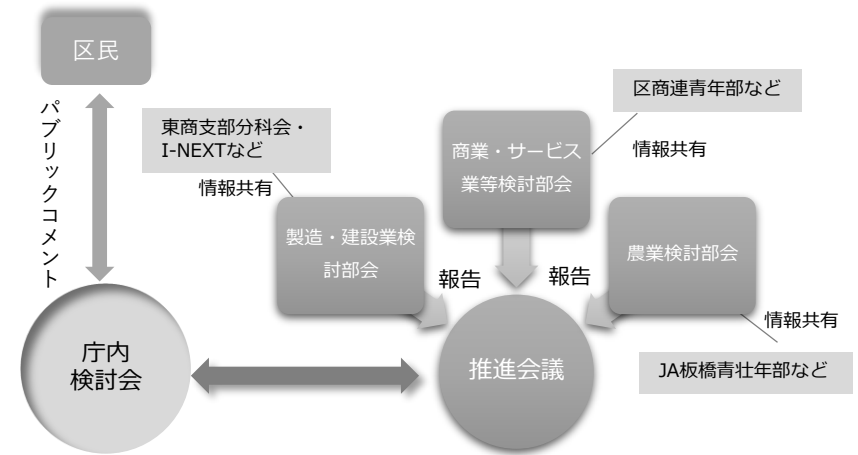 区民
パブリックコメント
東商支部分科会・
I-NEXTなど
情報共有
区商連青年部など
情報共有
商業・サービス
業等検討部会
製造・建設業検
討部会
農業検討部会
報告
報告
情報共有
JA板橋青壮年部など
庁内
検討会
推進会議